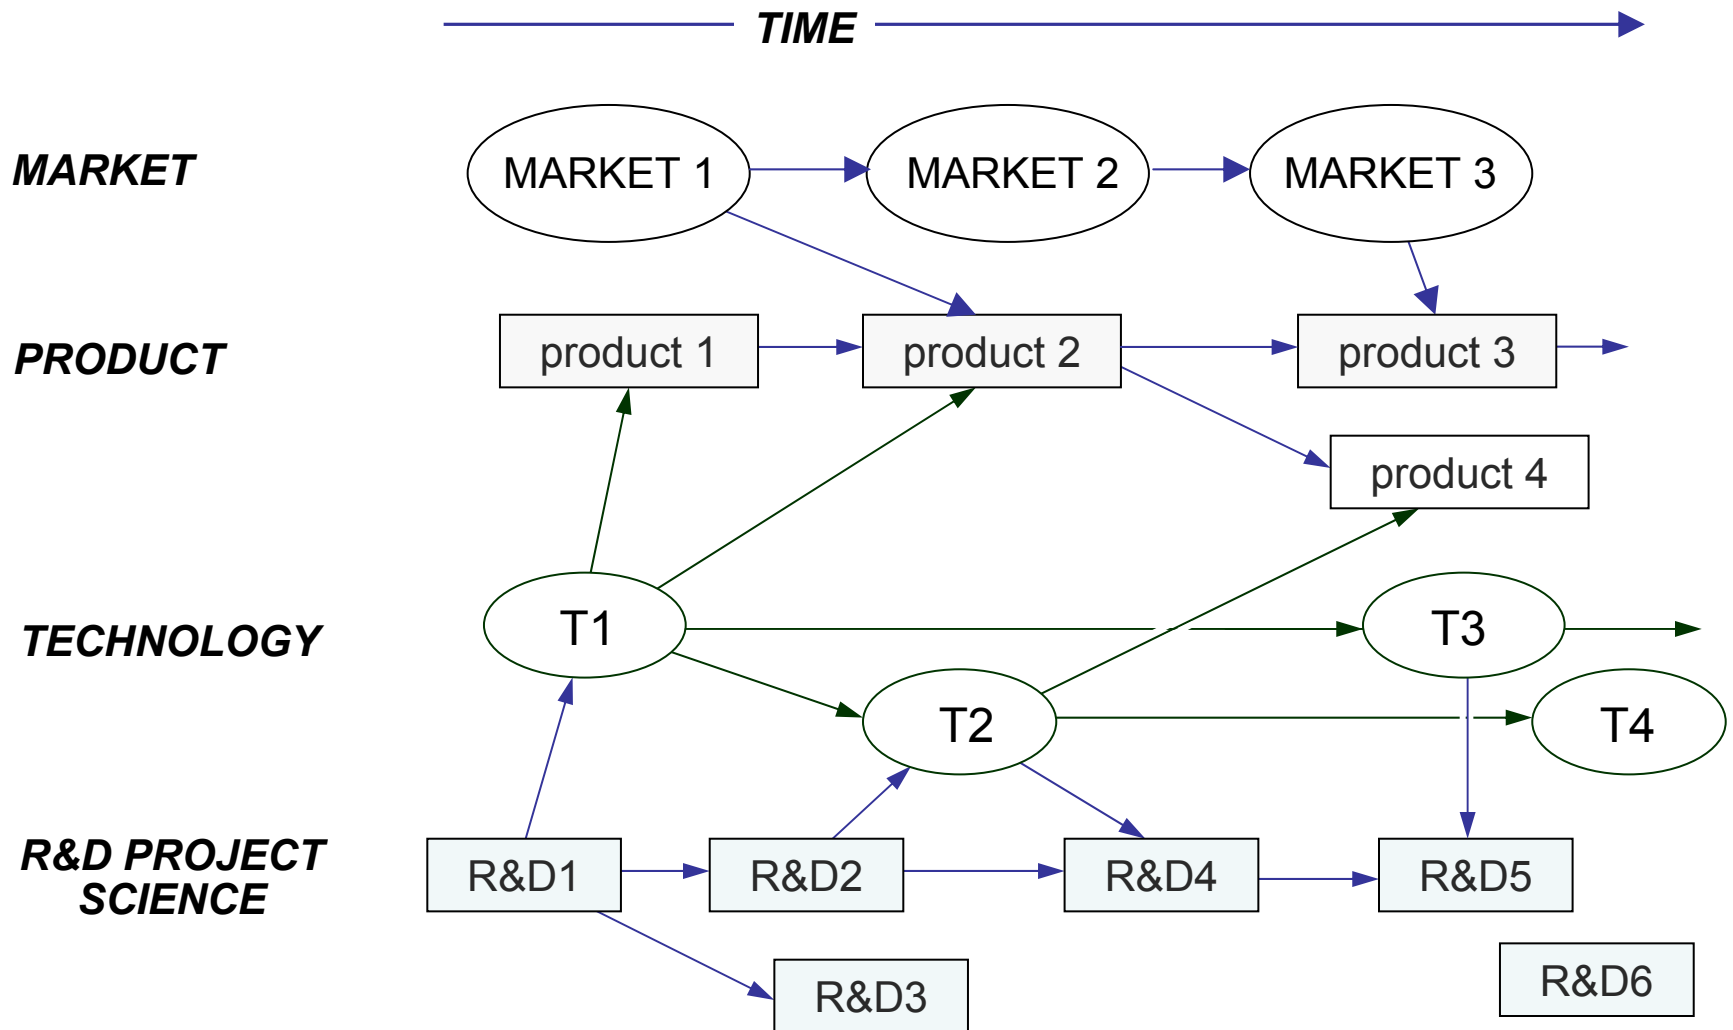 TIME
MARKET
MARKET 1
MARKET 2
MARKET 3
PRODUCT
product 1
product 2
product 3
product 4
TECHNOLOGY
T1
T3
T2
T4
R&D PROJECT
SCIENCE
R&D1
R&D2
R&D4
R&D5
R&D3
R&D6